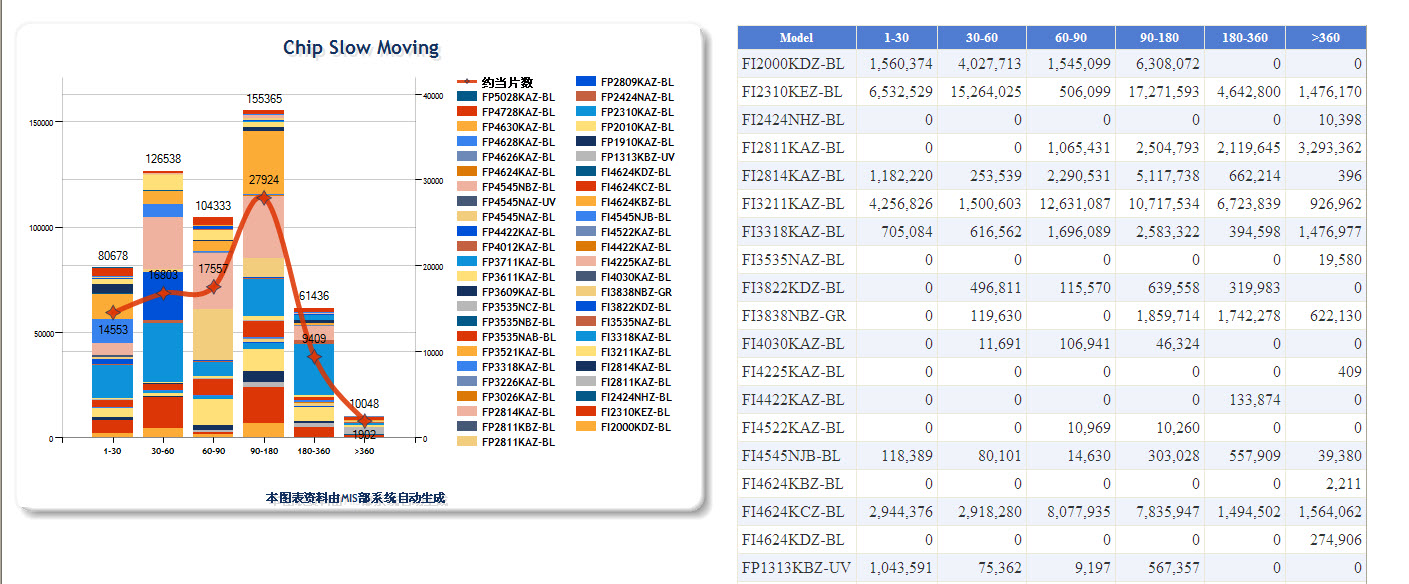 Chip Slow Moving
155365
126538
104333
80678
61436
10048
27924
16803
17557
14553
9409
1902
150000
100000
50000
0
40000
30000
20000
10000
0
1-30 30-60 60-90 90-180 180-360 >360
约当片数 FP2809KAZ-BL
FP5028KAZ-BL FP2424NAZ-BL
FP4728KAZ-BL FP2310KAZ-BL
FP4630KAZ-BL FP2010KAZ-BL
FP4628KAZ-BL FP1910KAZ-BL
FP4626KAZ-BL FP1313KBZ-UV
FP4624KAZ-BL FI4624KDZ-BL
FP4545NBZ-BL FI4624KCZ-BL
FP4545NAZ-UV FI4624KBZ-BL
FP4545NAZ-BL FI4545NJB-BL
FP4422KAZ-BL FI4522KAZ-BL
FP4012KAZ-BL FI4422KAZ-BL
FP3711KAZ-BL FI4225KAZ-BL
FP3611KAZ-BL FI4030KAZ-BL
FP3609KAZ-BL FI3838NBZ-GR
FP3535NCZ-BL FI3822KDZ-BL
FP3535NBZ-BL FI3535NAZ-BL
FP3535NAB-BL FI3318KAZ-BL
FP3521KAZ-BL FI3211KAZ-BL
FP3318KAZ-BL FI2814KAZ-BL
FP3226KAZ-BL FI2811KAZ-BL
FP3026KAZ-BL FI2424NHZ-BL
FP2814KAZ-BL FI2310KEZ-BL
FP2811KBZ-BL FI2000KDZ-BL
FP2811KAZ-BL
本图表资料由MIS部系统自动生成
Model 1-30 30-60 60-90 90-180 180-360 >360
FI2000KDZ-BL 1,560,374 4,027,713 1,545,099 6,308,072 0 0
FI2310KEZ-BL 6,532,529 15,264,025 506,099 17,271,593 4,642,800 1,476,170
FI2424NHZ-BL 0 0 0 0 0 10,398
FI2811KAZ-BL 0 0 1,065,431 2,504,793 2,119,645 3,293,362
FI2814KAZ-BL 1,182,220 253,539 2,290,531 5,117,738 662,214 396
FI3211KAZ-BL 4,256,826 1,500,603 12,631,087 10,717,534 6,723,839 926,962
FI3318KAZ-BL 705,084 616,562 1,696,089 2,583,322 394,598 1,476,977
FI3535NAZ-BL 0 0 0 0 0 19,580
FI3822KDZ-BL 0 496,811 115,570 639,558 319,983 0
FI3838NBZ-GR 0 119,630 0 1,859,714 1,742,278 622,130
FI4030KAZ-BL 0 11,691 106,941 46,324 0 0
FI4225KAZ-BL 0 0 0 0 0 409
FI4422KAZ-BL 0 0 0 0 133,874 0
FI4522KAZ-BL 0 0 10,969 10,260 0 0
FI4545NJB-BL 118,389 80,101 14,630 303,028 557,909 39,380
FI4624KBZ-BL 0 0 0 0 0 2,211
FI4624KCZ-BL 2,944,376 2,918,280 8,077,935 7,835,947 1,494,502 1,564,062
FI4624KDZ-BL 0 0 0 0 0 274,906
FP1313KBZ-UV 1,043,591 75,362 9,197 567,357 0 0